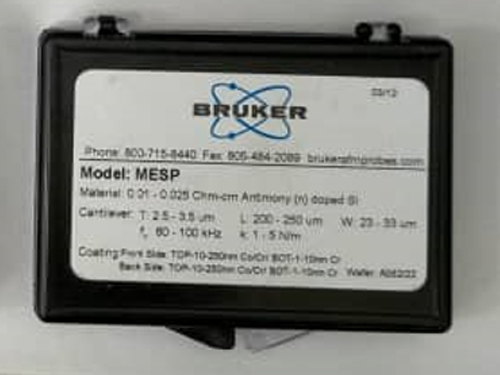 03/12
BRUKER
Phone: 800-715-8440 Fax: 805-484-2089 brukerafmprobes.com
Model: MESP
Material: 0.01 - 0.025 Ohm-cm Antimony (n) doped Si
Cantilever: T: 2.5 - 3.5 um L: 200 - 250 um W: 23 - 33 um
f₀ 60 - 100 kHz k: 1 - 5 N/m
Coating: Front Side: TOP-10-250nm Co/Cr/ BOT-1-10nm Cr
Back Side: TOP-10-250nm Co/Cr/ BOT-1-10nm Cr Wafer: